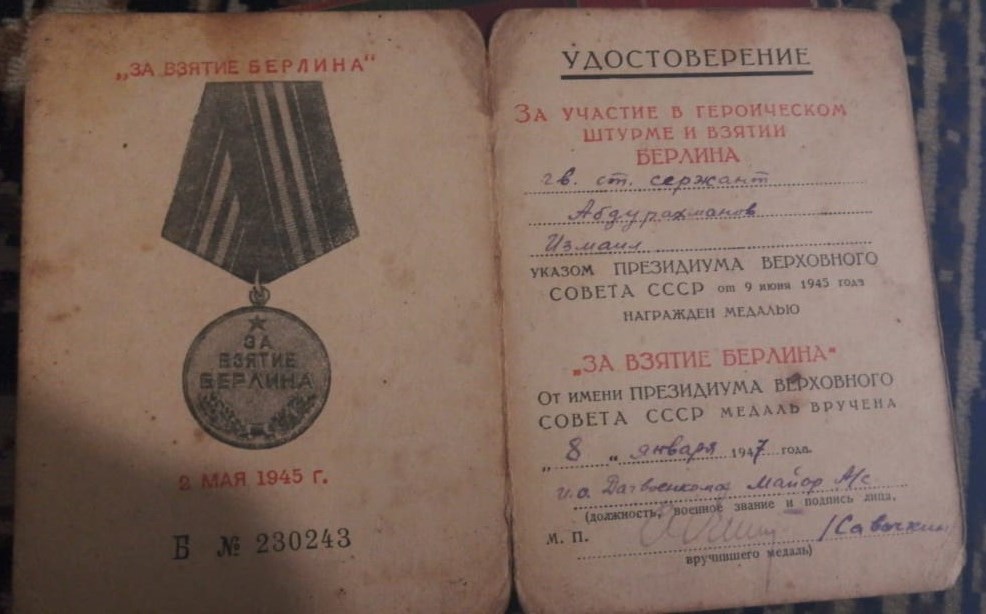 „ЗА ВЗЯТИЕ БЕРЛИНА“
ЗА
ВЗЯТИЕ
БЕРЛИНА
2 МАЯ 1945 г.
Б № 230243
УДОСТОВЕРЕНИЕ
ЗА УЧАСТИЕ В ГЕРОИЧЕСКОМ
ШТУРМЕ И ВЗЯТИИ
БЕРЛИНА
гв. ст. сержант
Абдурахманов
Измаил
УКАЗОМ ПРЕЗИДИУМА ВЕРХОВНОГО
СОВЕТА СССР от 9 июня 1945 года
НАГРАЖДЕН МЕДАЛЬЮ
„ЗА ВЗЯТИЕ БЕРЛИНА“
ОТ ИМЕНИ ПРЕЗИДИУМА ВЕРХОВНОГО
СОВЕТА СССР МЕДАЛЬ ВРУЧЕНА
„8“ января 1947 года.
и.о. Дагвоенкома Майор А/с
(должность, военное звание и подпись лица,
М. П. /Савочкин/
вручившего медаль)